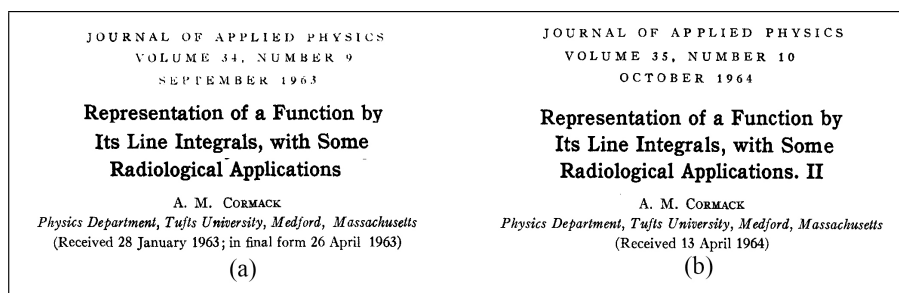 JOURNAL OF APPLIED PHYSICS
VOLUME 34, NUMBER 9
SEPTEMBER 1963
Representation of a Function by
Its Line Integrals, with Some
Radiological Applications
A. M. CORMACK
Physics Department, Tufts University, Medford, Massachusetts
(Received 28 January 1963; in final form 26 April 1963)
(a)
JOURNAL OF APPLIED PHYSICS
VOLUME 35, NUMBER 10
OCTOBER 1964
Representation of a Function by
Its Line Integrals, with Some
Radiological Applications. II
A. M. CORMACK
Physics Department, Tufts University, Medford, Massachusetts
(Received 13 April 1964)
(b)